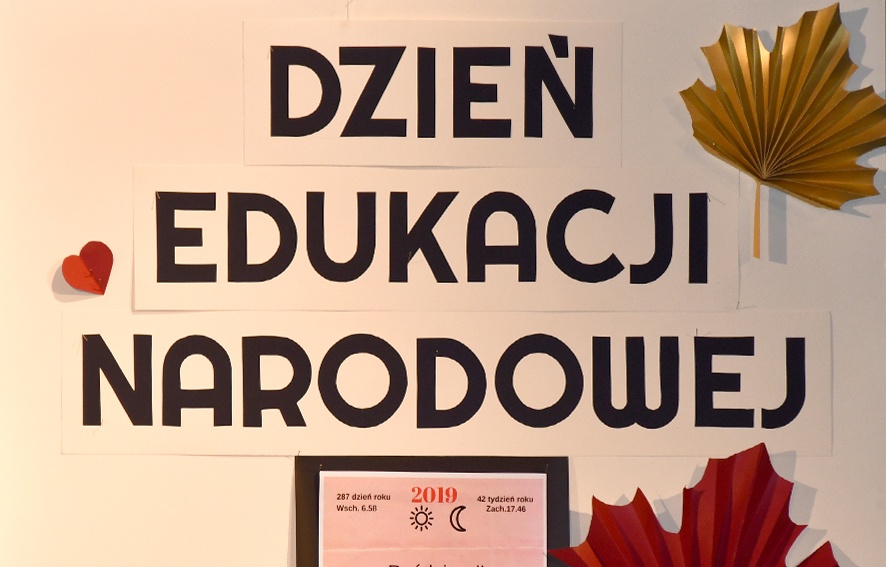 DZIEŃ
EDUKACJI
NARODOWEJ
287 dzień roku 2019 42 tydzień roku
Wsch. 6.58 Zach.17.46